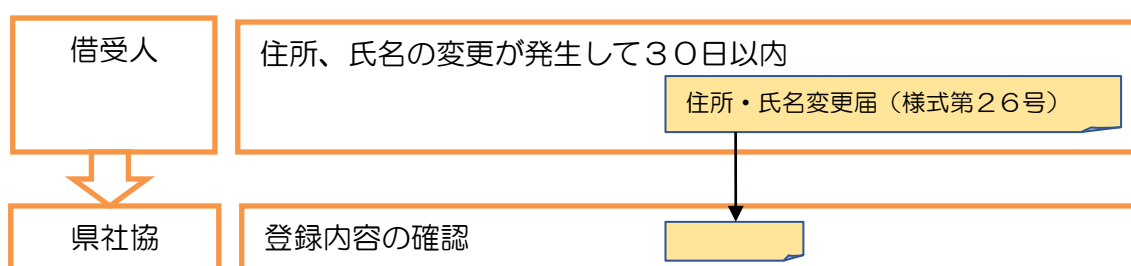 借受人
住所、氏名の変更が発生して３０日以内
住所・氏名変更届（様式第２６号）
県社協
登録内容の確認